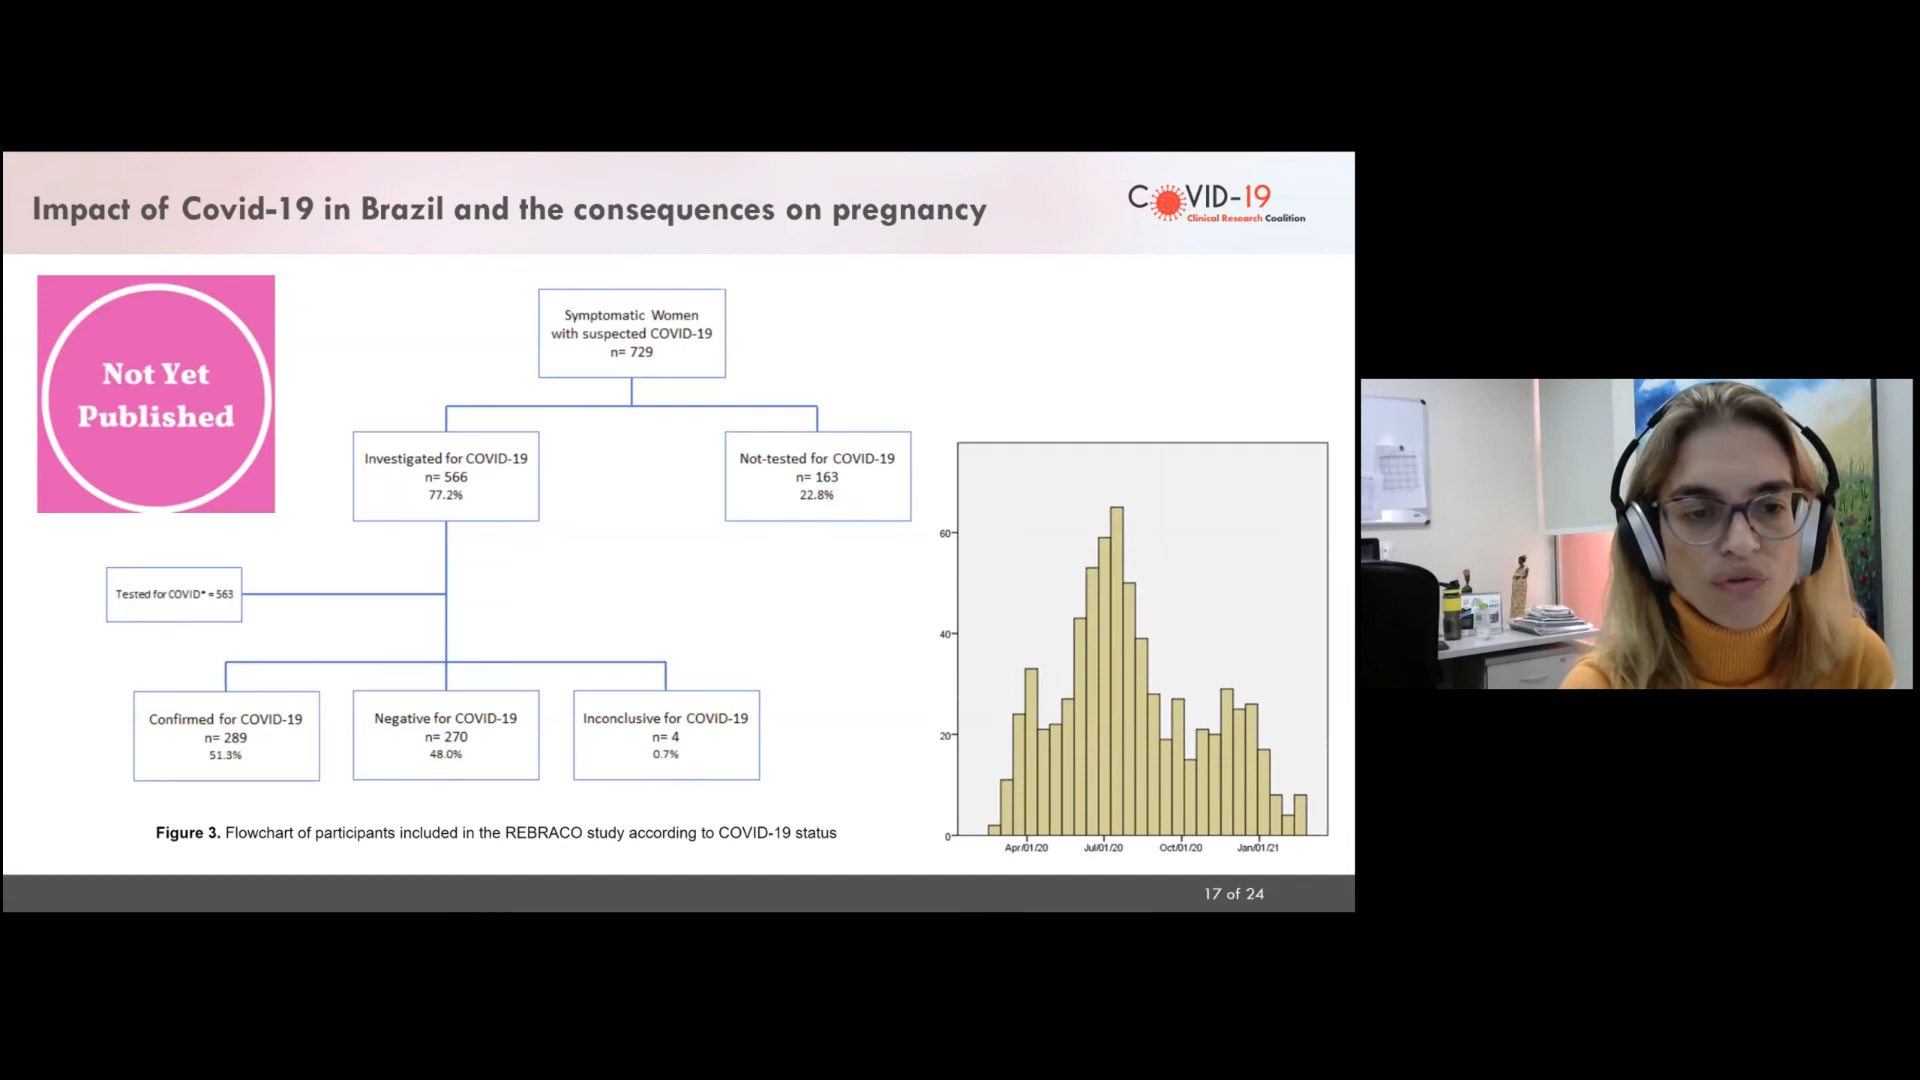 Impact of Covid-19 in Brazil and the consequences on pregnancy
COVID-19
Clinical Research Coalition
Not Yet
Published
Symptomatic Women
with suspected COVID-19
n= 729
Investigated for COVID-19
n= 566
77.2%
Not-tested for COVID-19
n= 163
22.8%
Tested for COVID* = 563
Confirmed for COVID-19
n= 289
51.3%
Negative for COVID-19
n= 270
48.0%
Inconclusive for COVID-19
n= 4
0.7%
Figure 3. Flowchart of participants included in the REBRACO study according to COVID-19 status
60
40
20
0
Apr/01/20
Jul/01/20
Oct/01/20
Jan/01/21
17 of 24